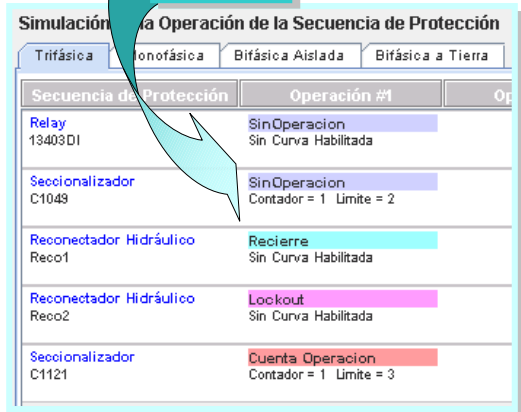 Simulación a Operación de la Secuencia de Protección
Trifásica Monofásica Bifásica Aislada Bifásica a Tierra
Secuencia de Protección Operación #1 Op
Relay SinOperacion
13403DI Sin Curva Habilitada
Seccionalizador SinOperacion
C1049 Contador = 1 Limite = 2
Reconectador Hidráulico Recierre
Reco1 Sin Curva Habilitada
Reconectador Hidráulico Lockout
Reco2 Sin Curva Habilitada
Seccionalizador Cuenta Operacion
C1121 Contador = 1 Limite = 3